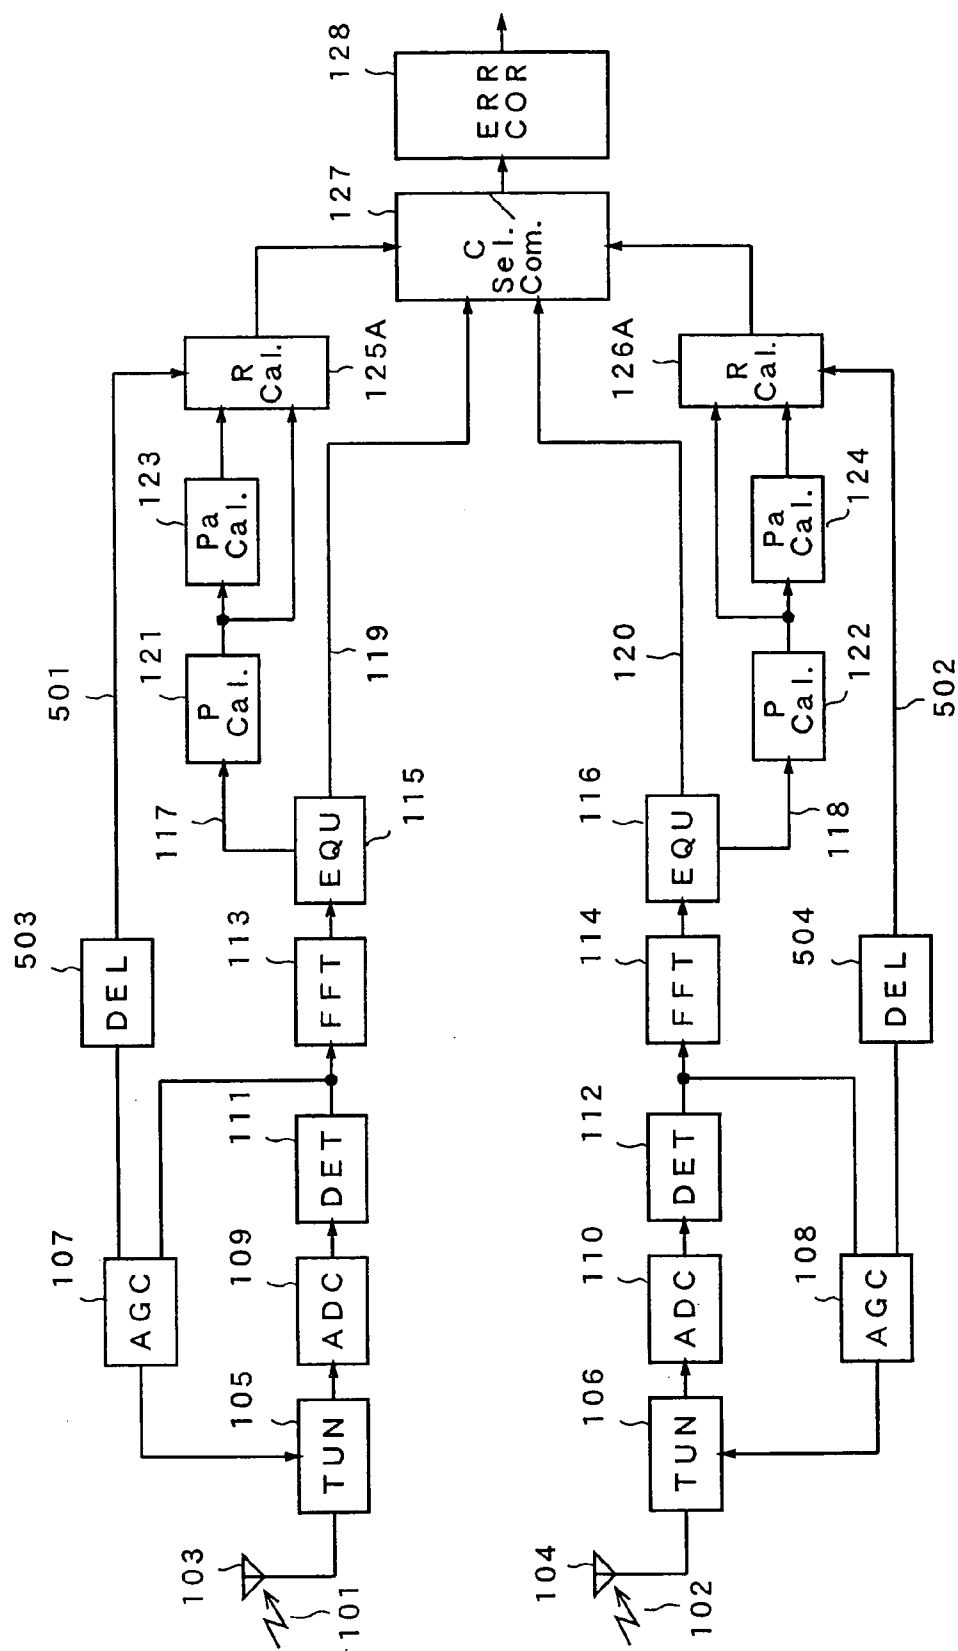 501
503
DEL
107
AGC
121
P
Cal.
123
Pa
Cal.
R
Cal.
125A
117
103
101
105
TUN
109
ADC
111
DET
113
FFT
EQU
115
119
127
C
Sel.
Com.
128
ERR
COR
104
102
106
TUN
110
ADC
112
DET
114
FFT
116
EQU
120
126A
R
Cal.
118
P
Cal.
122
Pa
Cal.
124
108
AGC
504
DEL
502